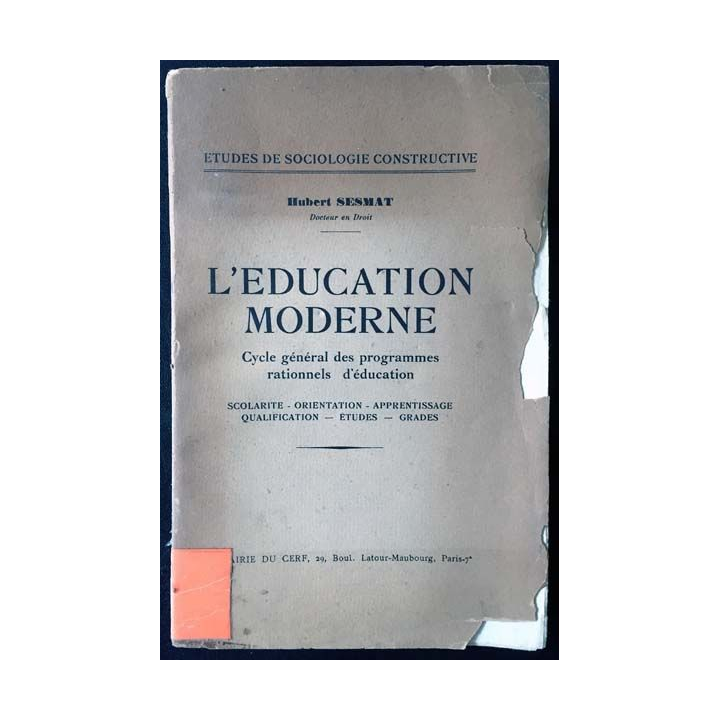 ETUDES DE SOCIOLOGIE CONSTRUCTIVE
Hubert SESMAT
Docteur en Droit
L'EDUCATION
MODERNE
Cycle général des programmes
rationnels d'éducation
SCOLARITE - ORIENTATION - APPRENTISSAGE
QUALIFICATION — ÉTUDES — GRADES
AIRIE DU CERF, 29, Boul. Latour-Maubourg, Paris-7e